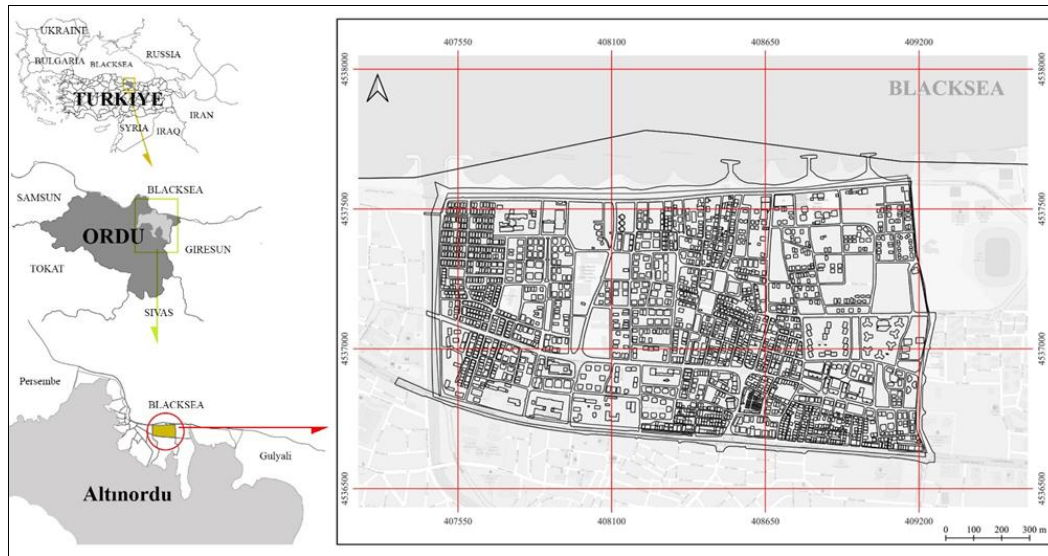 UKRAINE
RUSSIA
BULGARIA
BLACKSEA
TURKIYE
IRAN
SYRIA
IRAQ
SAMSUN
BLACKSEA
ORDU
GIRESUN
TOKAT
SIVAS
Persembe
BLACKSEA
Gulyali
Altınordu
407550
408100
408650
409200
4538000
4538000
BLACKSEA
4537500
4537500
4537000
4537000
4536500
4536500
407550
408100
408650
409200
0 100 200 300 m